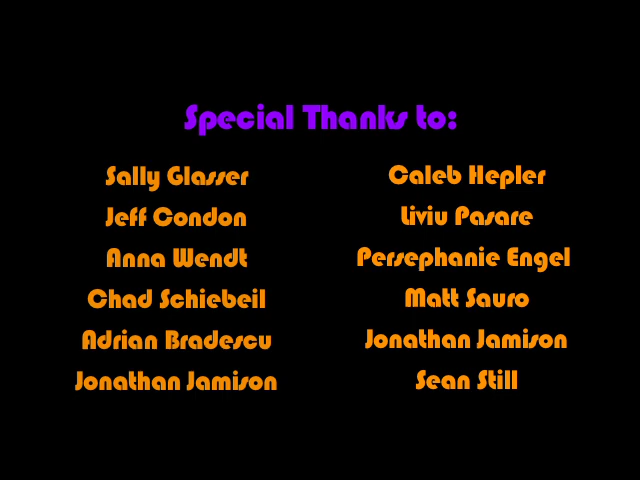 Special Thanks to:
Sally Glasser
Jeff Condon
Anna Wendt
Chad Schiebeil
Adrian Bradescu
Jonathan Jamison
Caleb Hepler
Liviu Pasare
Persephanie Engel
Matt Sauro
Jonathan Jamison
Sean Still